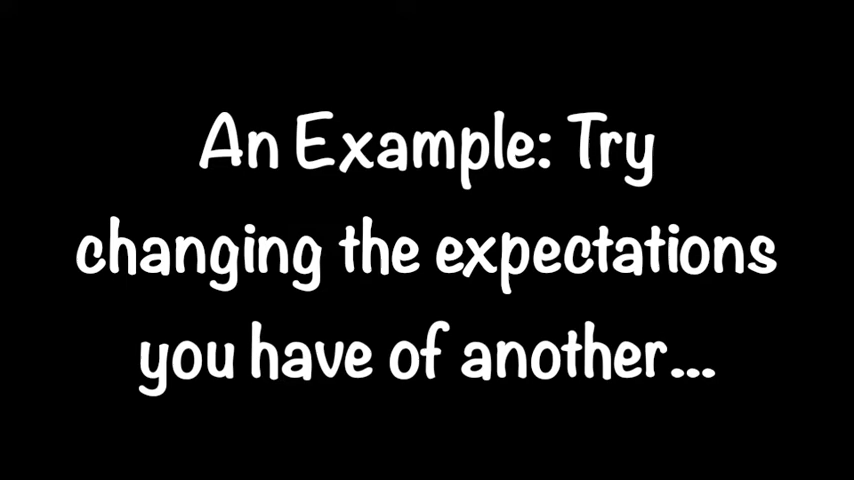 An Example: Try
changing the expectations
you have of another...